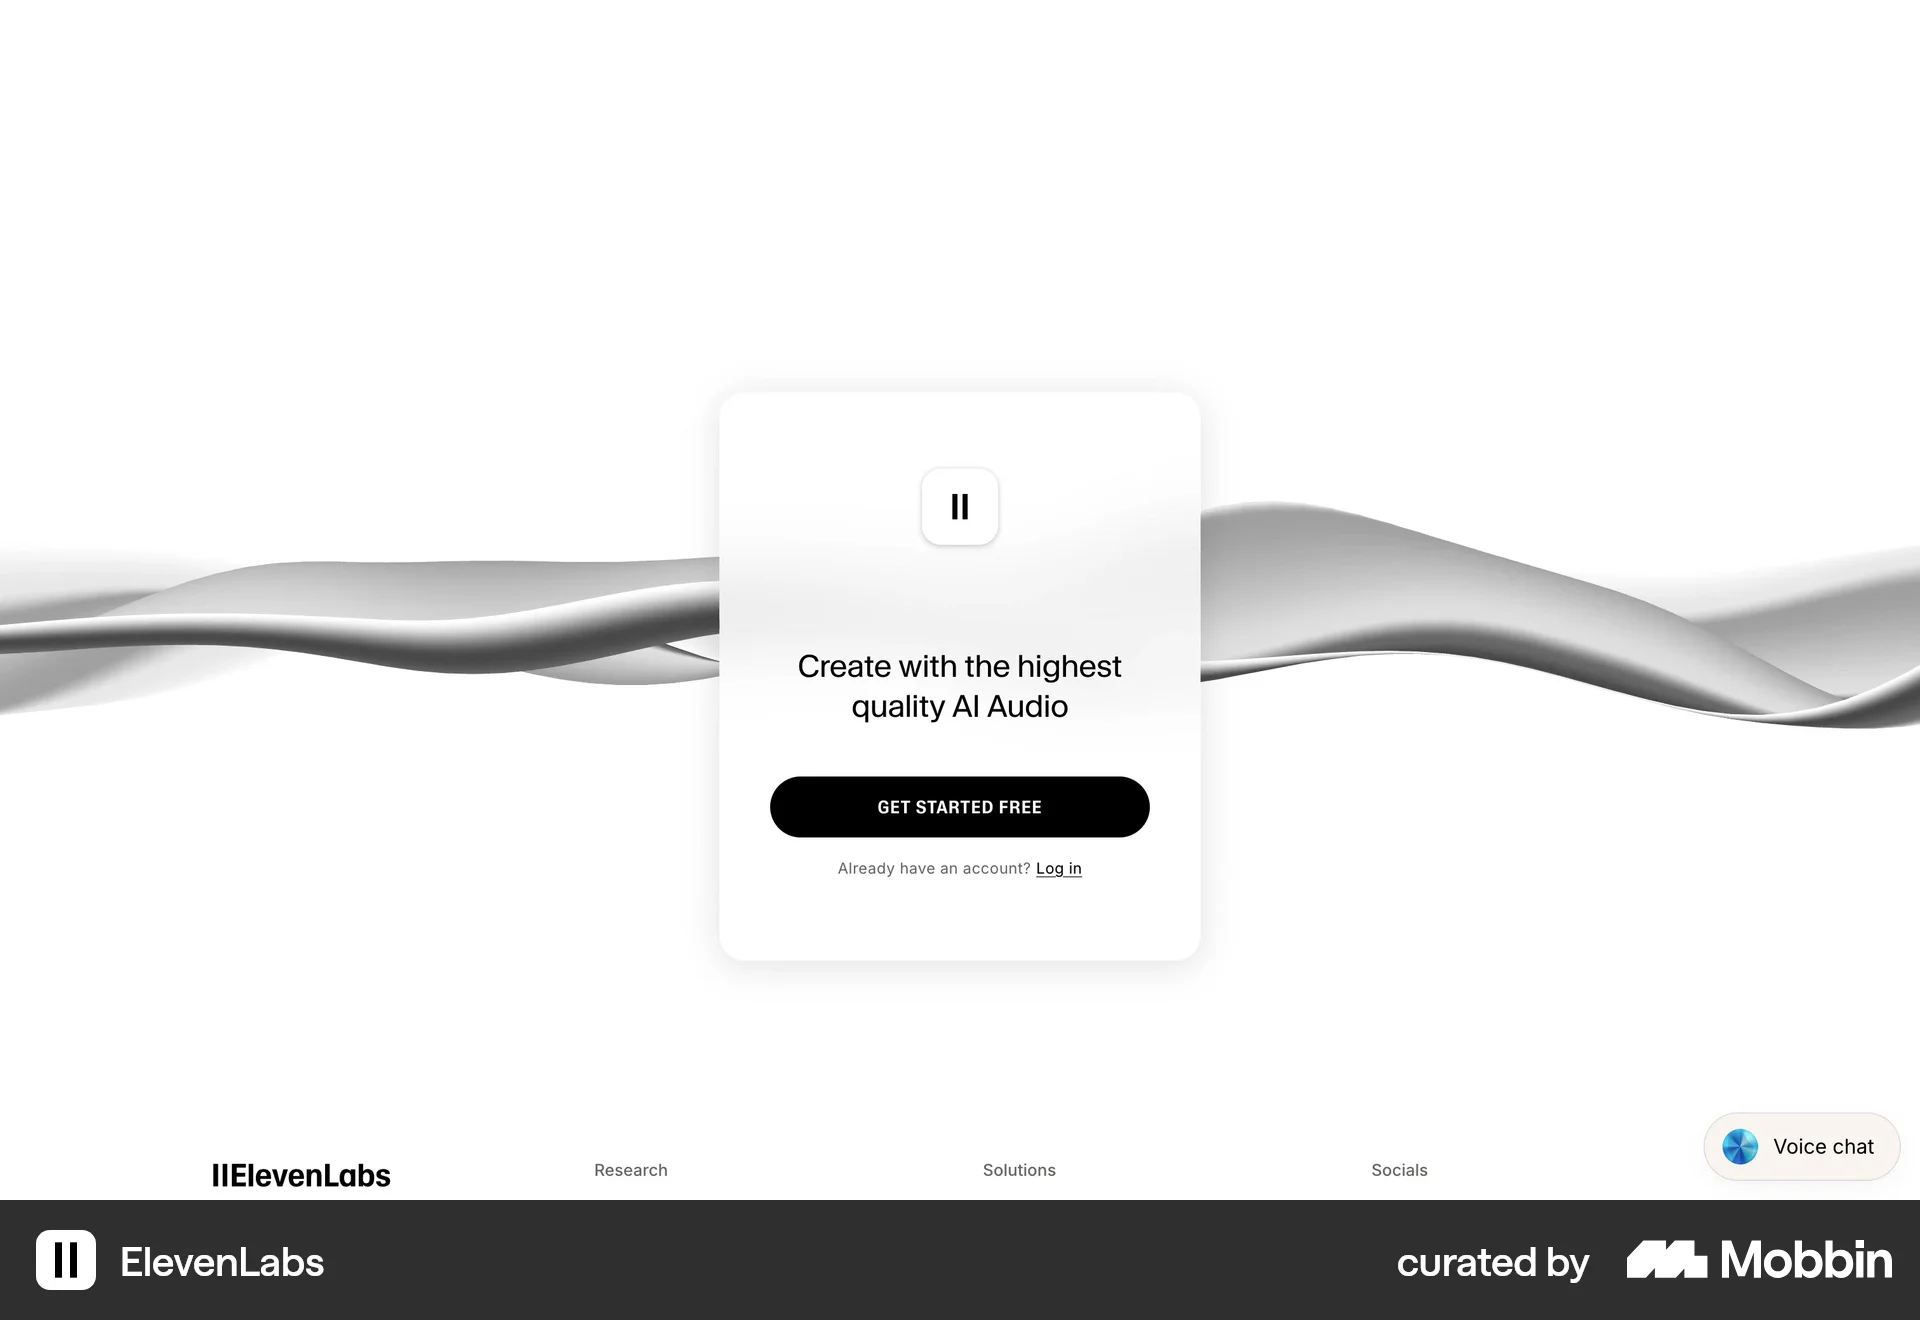 Create with the highest
quality AI Audio
GET STARTED FREE
Already have an account? Log in
Voice chat
IIElevenLabs
Research
Solutions
Socials
ElevenLabs
curated by Mobbin